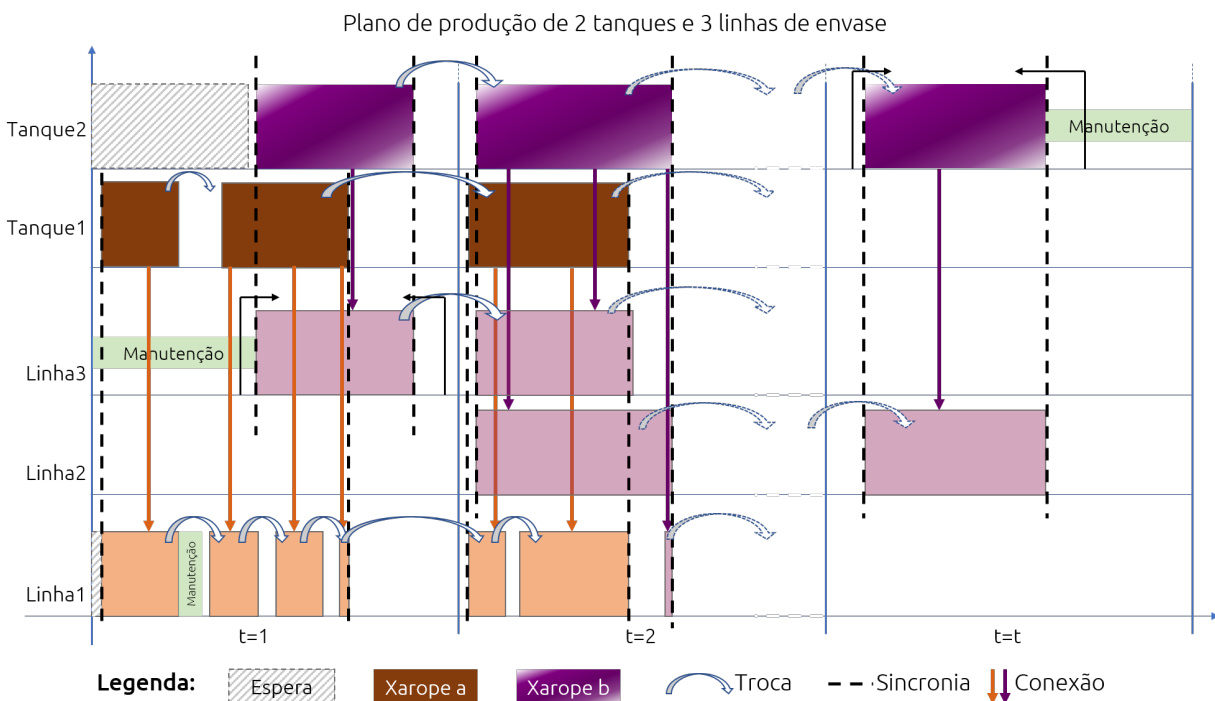 Plano de produção de 2 tanques e 3 linhas de envase
Tanque2
Manutenção
Tanque1
Manutenção
Linha3
Linha2
Manutenção
Linha1
t=1
t=2
t=t
Legenda:
Espera
Xarope a
Xarope b
Troca
Sincronia
Conexão